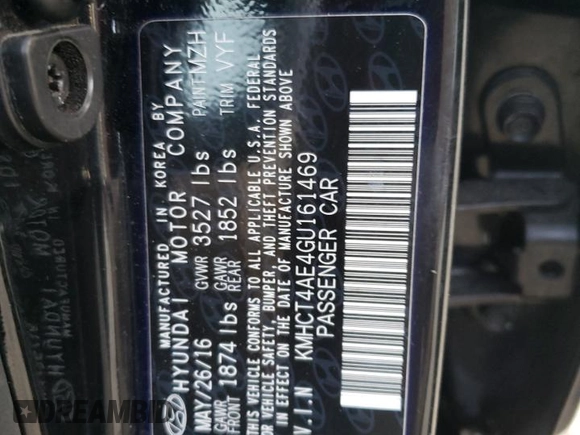 MANUFACTURED IN KOREA BY
HYUNDAI MOTOR COMPANY
MAY/26/16 GVWR 3527 lbs PAINT MZH
GAWR FRONT 1874 lbs GAWR REAR 1852 lbs TRIM VYF
THIS VEHICLE CONFORMS TO ALL APPLICABLE U.S.A. FEDERAL
VEHICLE SAFETY, BUMPER, AND THEFT PREVENTION STANDARDS
IN EFFECT ON THE DATE OF MANUFACTURE SHOWN ABOVE
V.I.N KMHCT4AE4GU161469
PASSENGER CAR
DREAMBID